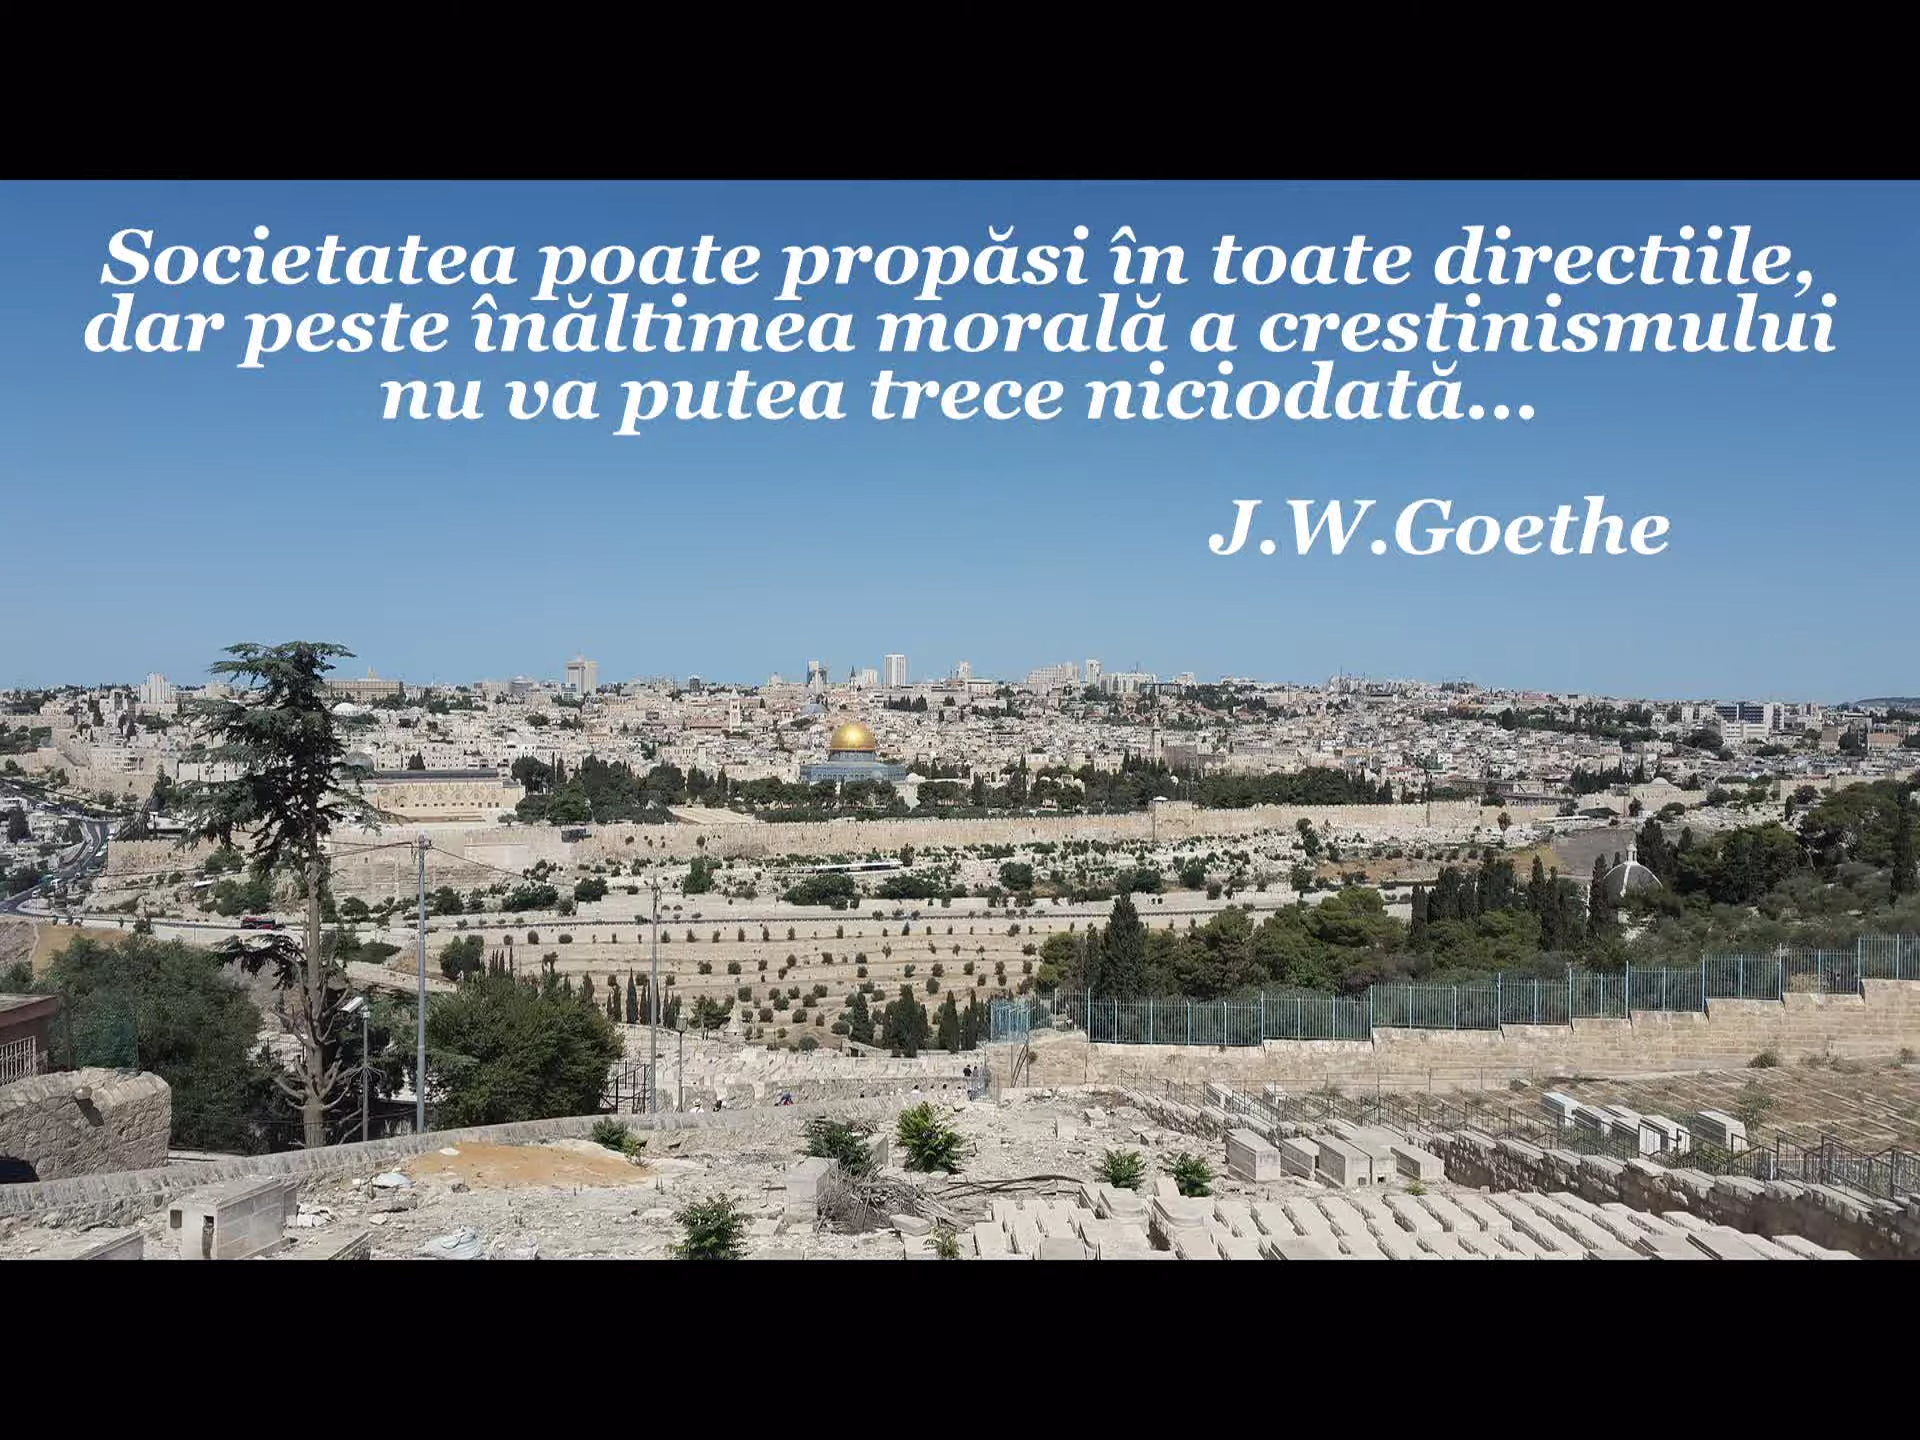 Societatea poate propăsi în toate directiile,
dar peste înăltimea morală a crestinismului
nu va putea trece niciodată...
J.W.Goethe